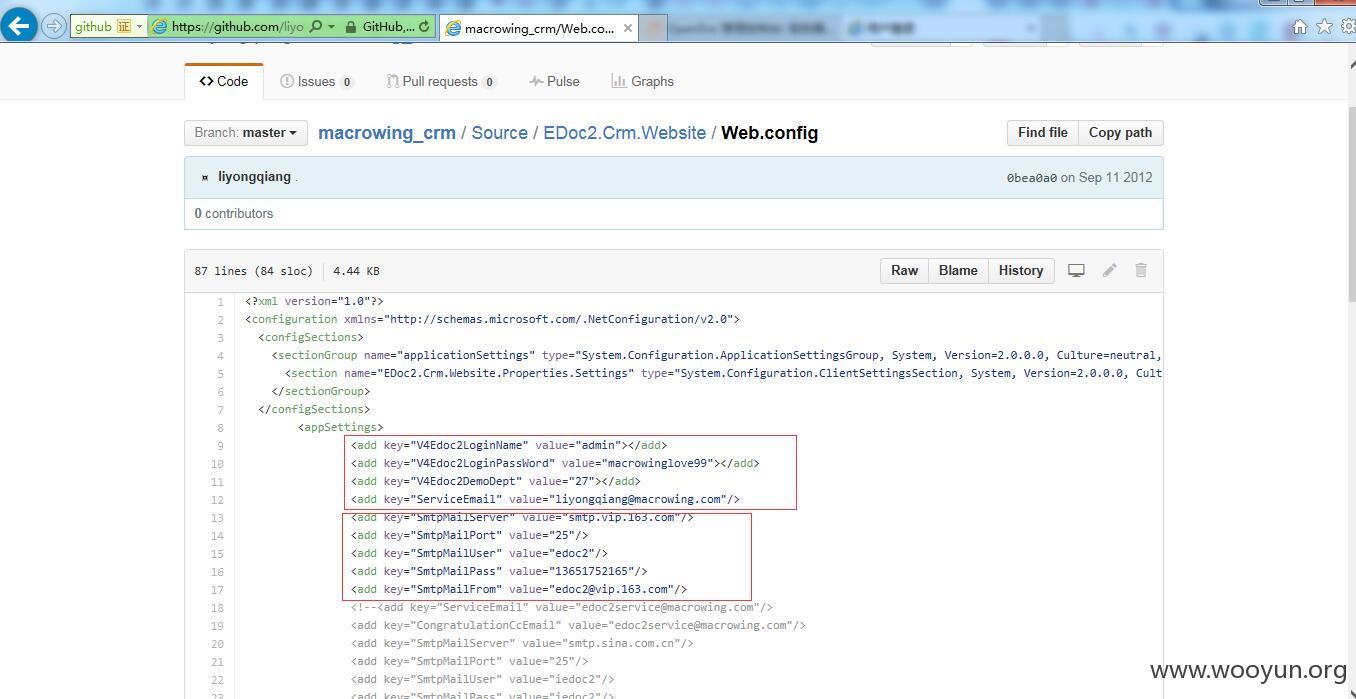 github 证 https://github.com/liyo GitHub,... macrowing_crm/Web.co...
Code Issues 0 Pull requests 0 Pulse Graphs
Branch: master macrowing_crm / Source / EDoc2.Crm.Website / Web.config Find file Copy path
liyongqiang . 0bea0a0 on Sep 11 2012
0 contributors
87 lines (84 sloc) 4.44 KB Raw Blame History
1 <?xml version="1.0"?>
2 <configuration xmlns="http://schemas.microsoft.com/.NetConfiguration/v2.0">
3 <configSections>
4 <sectionGroup name="applicationSettings" type="System.Configuration.ApplicationSettingsGroup, System, Version=2.0.0.0, Culture=neutral,
5 <section name="EDoc2.Crm.Website.Properties.Settings" type="System.Configuration.ClientSettingsSection, System, Version=2.0.0.0, Cult
6 </sectionGroup>
7 </configSections>
8 <appSettings>
9 <add key="V4Edoc2LoginName" value="admin"></add>
10 <add key="V4Edoc2LoginPassWord" value="macrowinglove99"></add>
11 <add key="V4Edoc2DemoDept" value="27"></add>
12 <add key="ServiceEmail" value="liyongqiang@macrowing.com"/>
13 <add key="SmtpMailServer" value="smtp.vip.163.com"/>
14 <add key="SmtpMailPort" value="25"/>
15 <add key="SmtpMailUser" value="edoc2"/>
16 <add key="SmtpMailPass" value="13651752165"/>
17 <add key="SmtpMailFrom" value="edoc2@vip.163.com"/>
18 <!--<add key="ServiceEmail" value="edoc2service@macrowing.com"/>
19 <add key="CongratulationCcEmail" value="edoc2service@macrowing.com"/>
20 <add key="SmtpMailServer" value="smtp.sina.com.cn"/>
21 <add key="SmtpMailPort" value="25"/>
22 <add key="SmtpMailUser" value="iedoc2"/>
23 <add key="SmtpMailPass" value="iedoc2"/>
www.wooyun.org